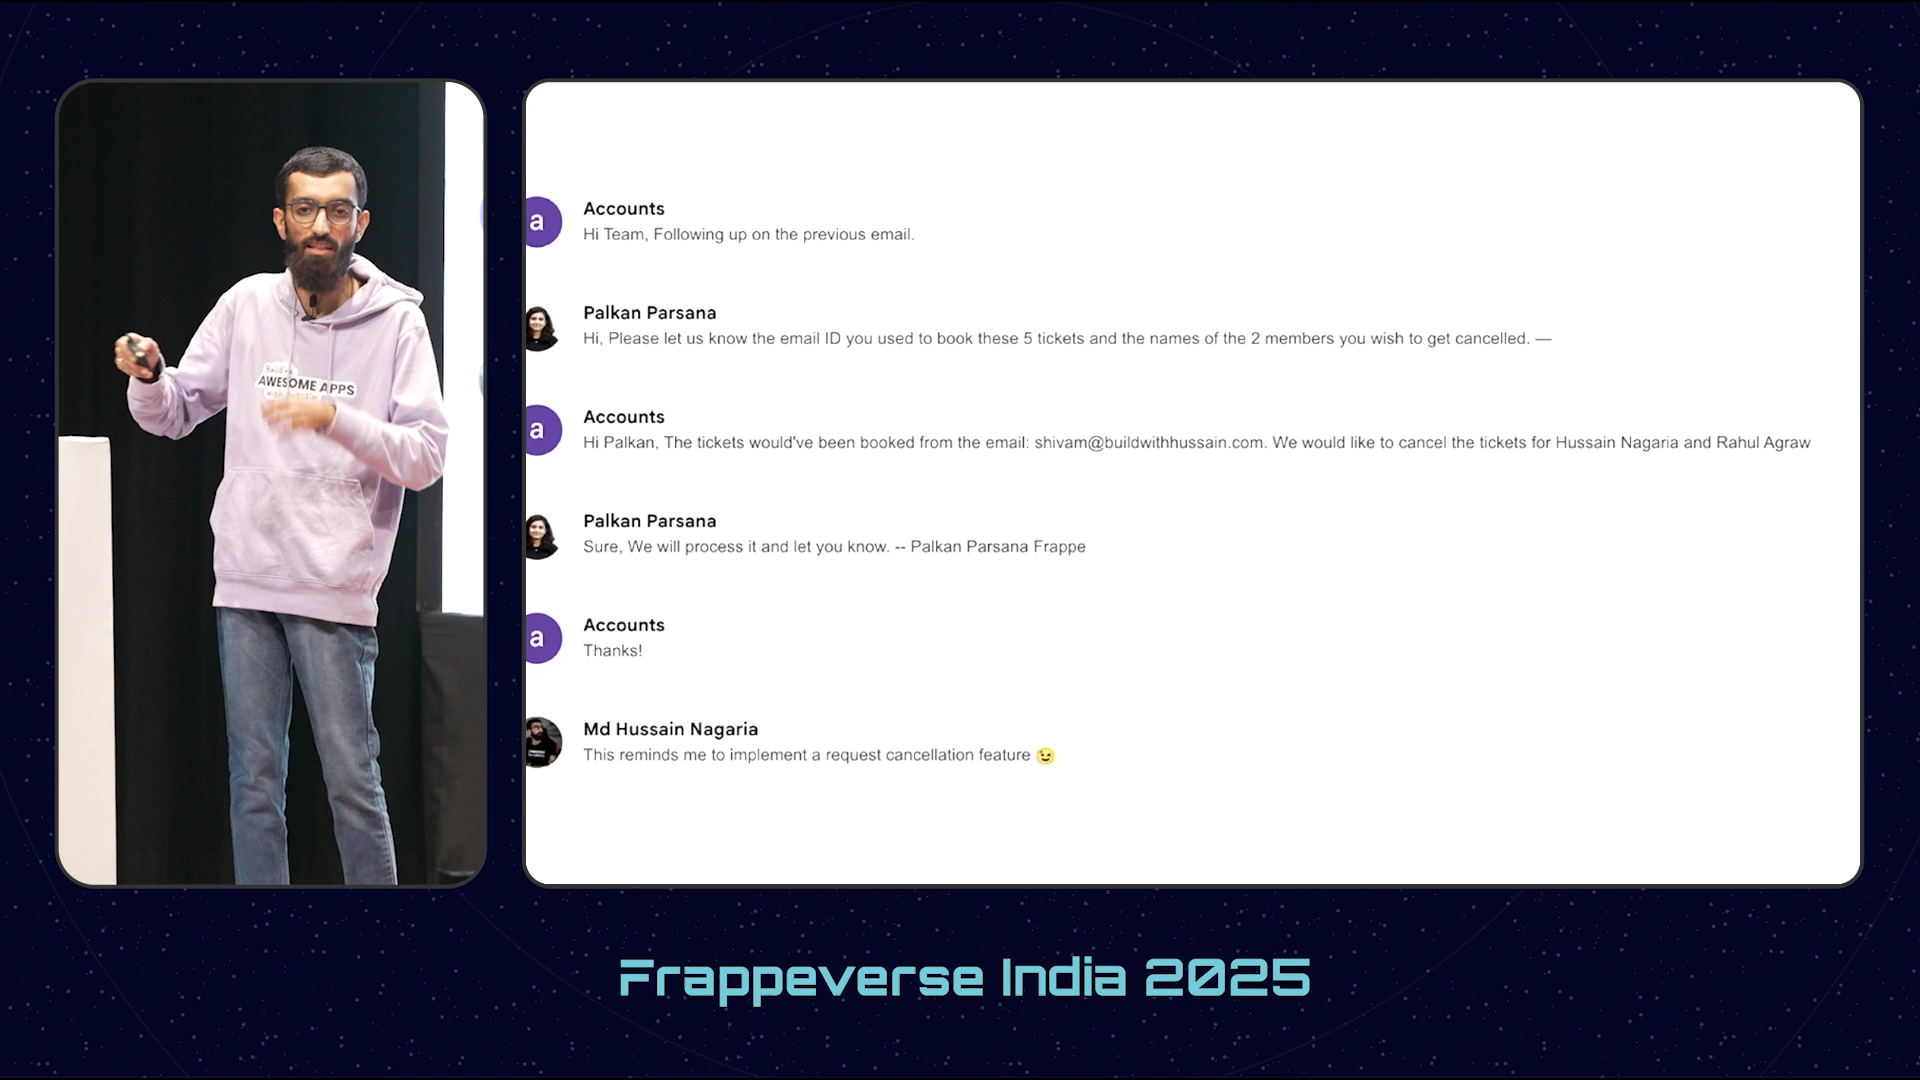 Building
AWESOME APPS
with Hussain
a
Accounts
Hi Team, Following up on the previous email.
Palkan Parsana
Hi, Please let us know the email ID you used to book these 5 tickets and the names of the 2 members you wish to get cancelled. —
a
Accounts
Hi Palkan, The tickets would've been booked from the email: shivam@buildwithhussain.com. We would like to cancel the tickets for Hussain Nagaria and Rahul Agraw
Palkan Parsana
Sure, We will process it and let you know. -- Palkan Parsana Frappe
a
Accounts
Thanks!
Md Hussain Nagaria
This reminds me to implement a request cancellation feature 😉
Frappeverse India 2025